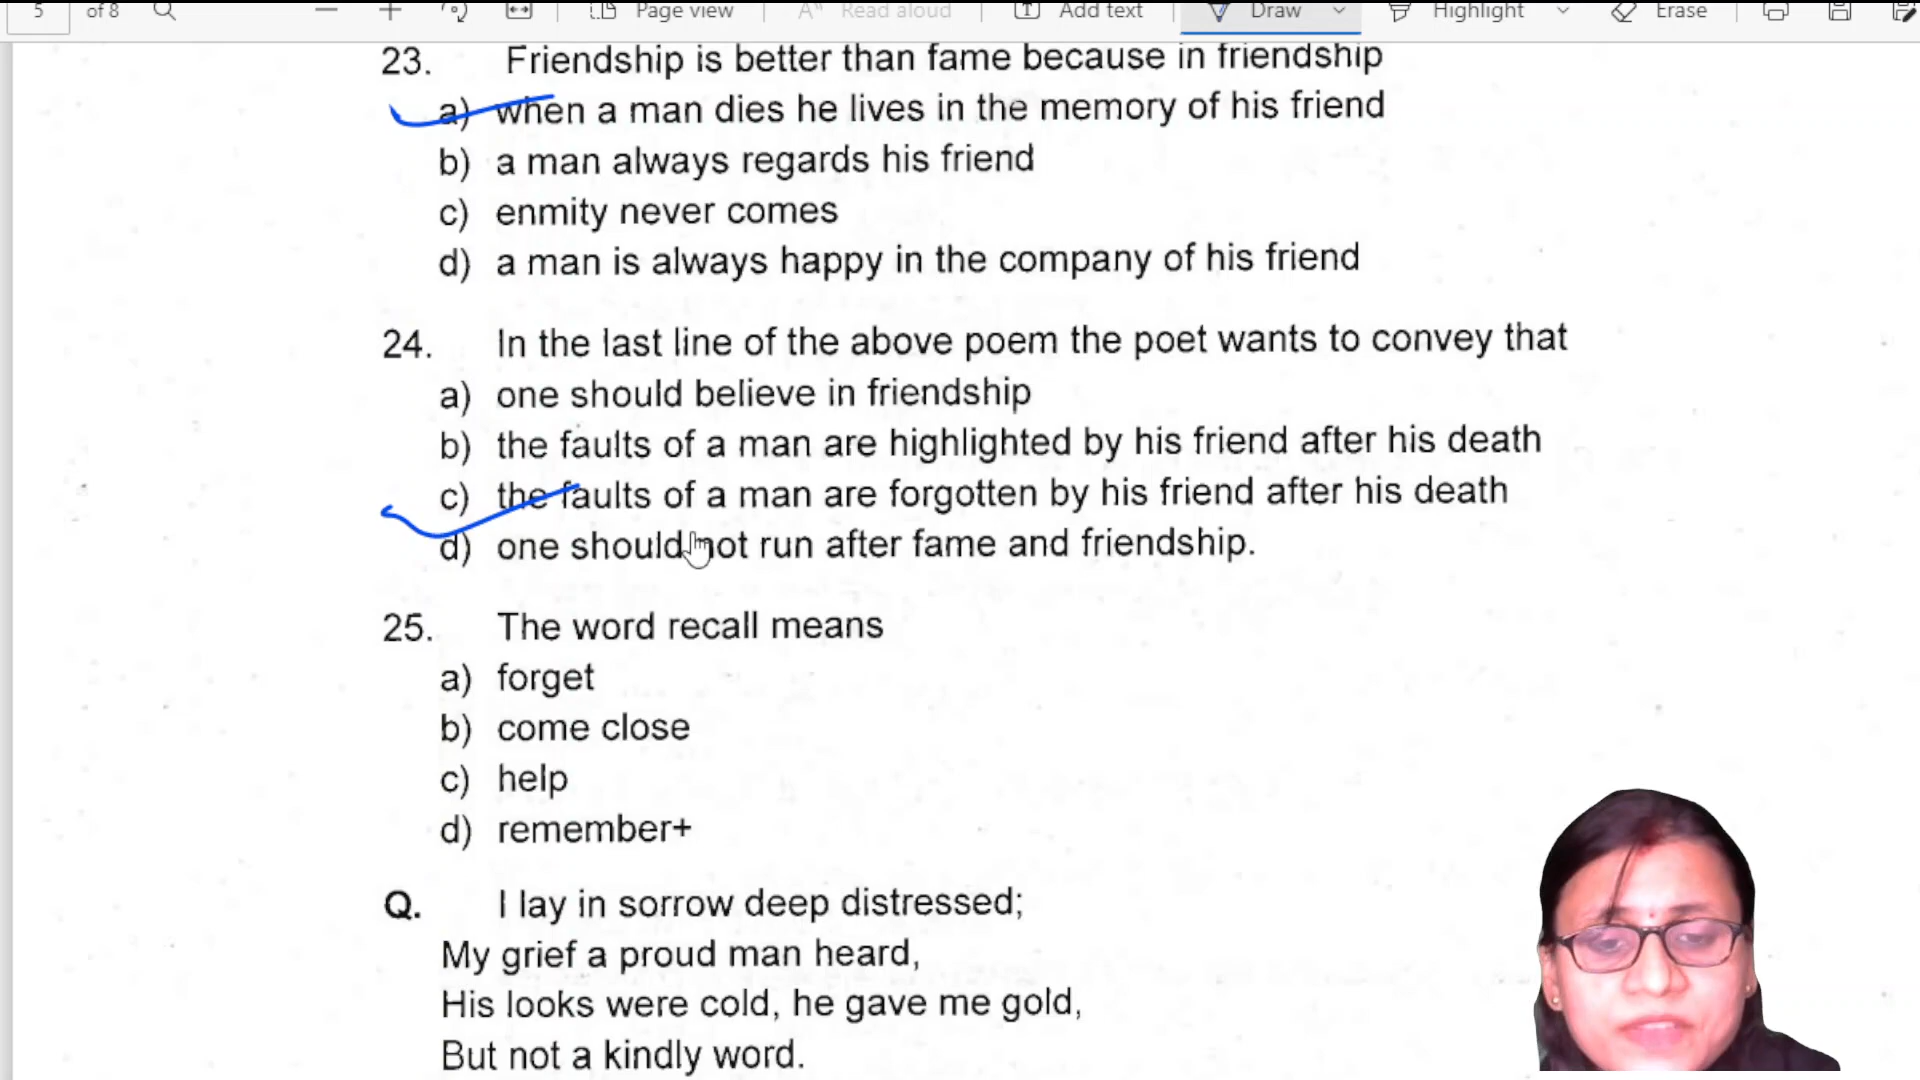 5 of 8 Page view Read aloud Add text Draw Highlight Erase
23. Friendship is better than fame because in friendship
a) when a man dies he lives in the memory of his friend
b) a man always regards his friend
c) enmity never comes
d) a man is always happy in the company of his friend
24. In the last line of the above poem the poet wants to convey that
a) one should believe in friendship
b) the faults of a man are highlighted by his friend after his death
c) the faults of a man are forgotten by his friend after his death
d) one should not run after fame and friendship.
25. The word recall means
a) forget
b) come close
c) help
d) remember+
Q. I lay in sorrow deep distressed;
My grief a proud man heard,
His looks were cold, he gave me gold,
But not a kindly word.